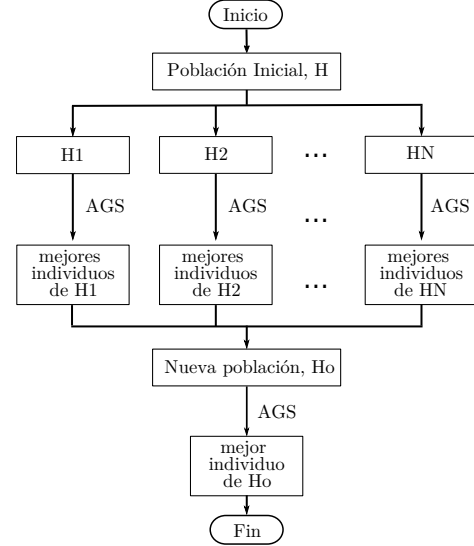 Inicio
Población Inicial, H
H1 H2 ... HN
AGS AGS ... AGS
mejores mejores mejores
individuos individuos ... individuos
de H1 de H2 de HN
Nueva población, Ho
AGS
mejor
individuo
de Ho
Fin